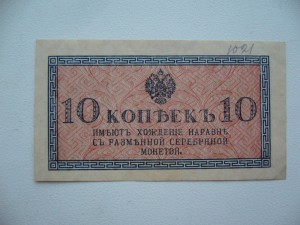 1021
10 КОПѢЕКЪ 10
ИМѢЮТЪ ХОЖДЕНІЕ НАРАВНѢ
СЪ РАЗМѢННОЙ СЕРЕБРЯНОЙ
МОНЕТОЙ.